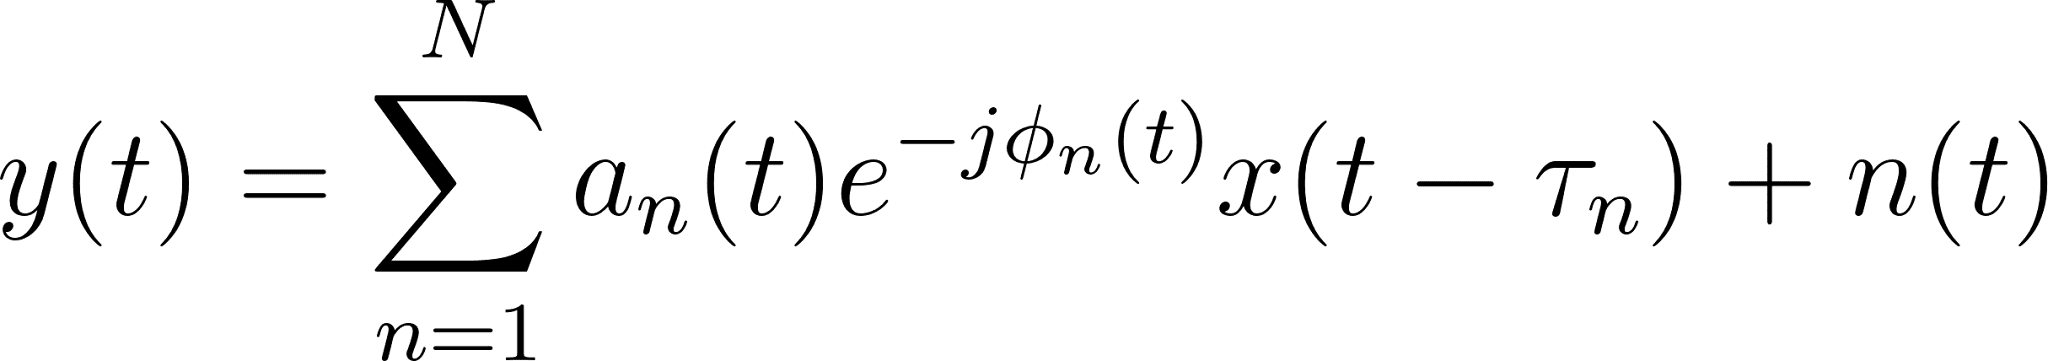 $$y(t) = \sum_{n=1}^{N} a_n(t) e^{-j\phi_n(t)} x(t - \tau_n) + n(t)$$